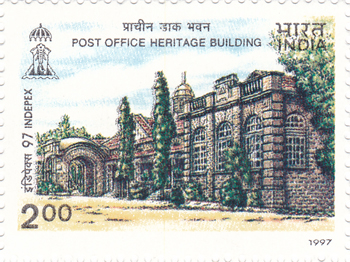 प्राचीन डाक भवन
POST OFFICE HERITAGE BUILDING
भारत
INDIA
इंडिपेक्स 97 INDEPEX
2.00
1997